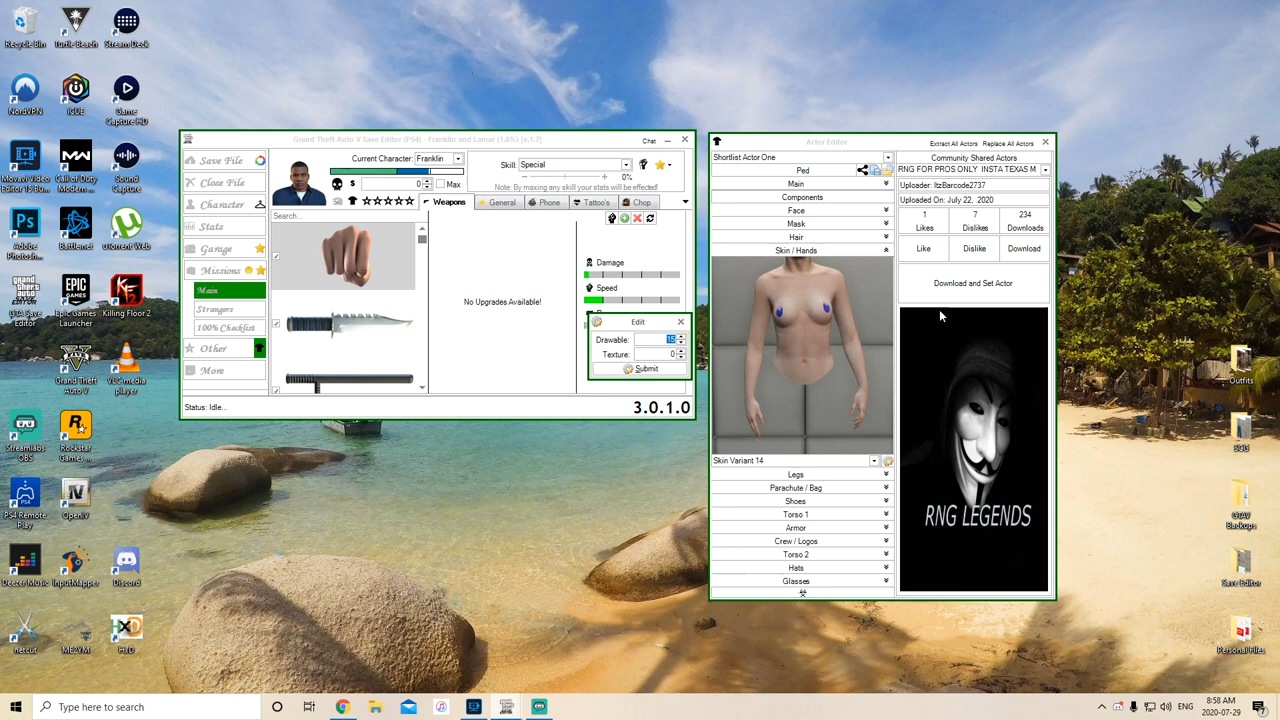 Recycle Bin
Turtle Beach
Stream Deck
NordVPN
iCUE
Game Capture HD
Movavi Video Editor 15 Bu...
Call of Duty Modern ...
Sound Capture
Adobe Photosh...
Battle.net
uTorrent Web
GTA Save Editor
Epic Games Launcher
Killing Floor 2
Grand Theft Auto V
VLC media player
Streamlabs OBS
Rockstar Games ...
PS4 Remote Play
OpenIV
Deezer Music
InputMapper
Discord
netcut
HxD
Grand Theft Auto V Save Editor (PS4) - Franklin and Lamar (1.6%) [v.1.7]
Chat
Save File
Close File
Character
Stats
Garage
Missions
Main
Strangers
100% Checklist
Other
More
Current Character: Franklin
$ 0 Max
Skill: Special
0%
Note: By maxing any skill your stats will be effected!
Weapons
General
Phone
Tattoo's
Chop
Search...
No Upgrades Available!
Damage
Speed
Edit
Drawable: 15
Texture: 0
Submit
Status: Idle...
3.0.1.0
Actor Editor
Extract All Actors
Replace All Actors
Shortlist Actor One
Ped
Main
Components
Face
Mask
Hair
Skin / Hands
Skin Variant 14
Legs
Parachute / Bag
Shoes
Torso 1
Armor
Crew / Logos
Torso 2
Hats
Glasses
Community Shared Actors
RNG FOR PROS ONLY INSTA TEXAS M
Uploader: ItzBarcode2737
Uploaded On: July 22, 2020
1 7 234
Likes Dislikes Downloads
Like Dislike Download
Download and Set Actor
RNG LEGENDS
Outfits
GTAV Backups
Save Editor
Personal Files
Type here to search
ENG
8:58 AM
2020-07-29
7